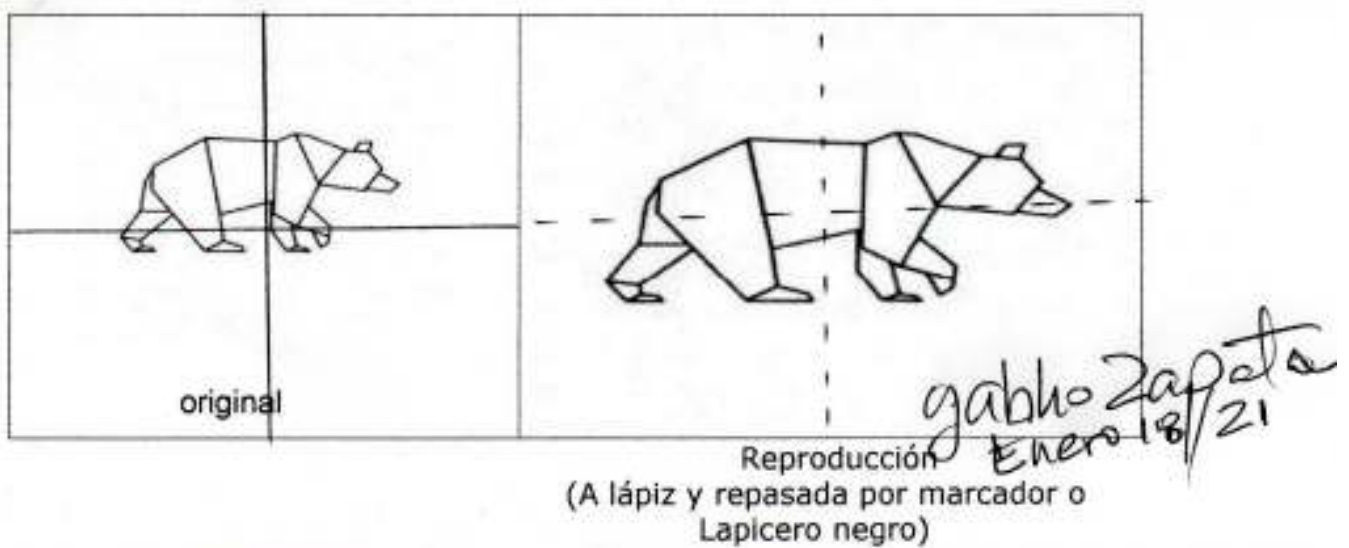 original
gabho Zapata
Enero 18/21
Reproducción
(A lápiz y repasada por marcador o
Lapicero negro)